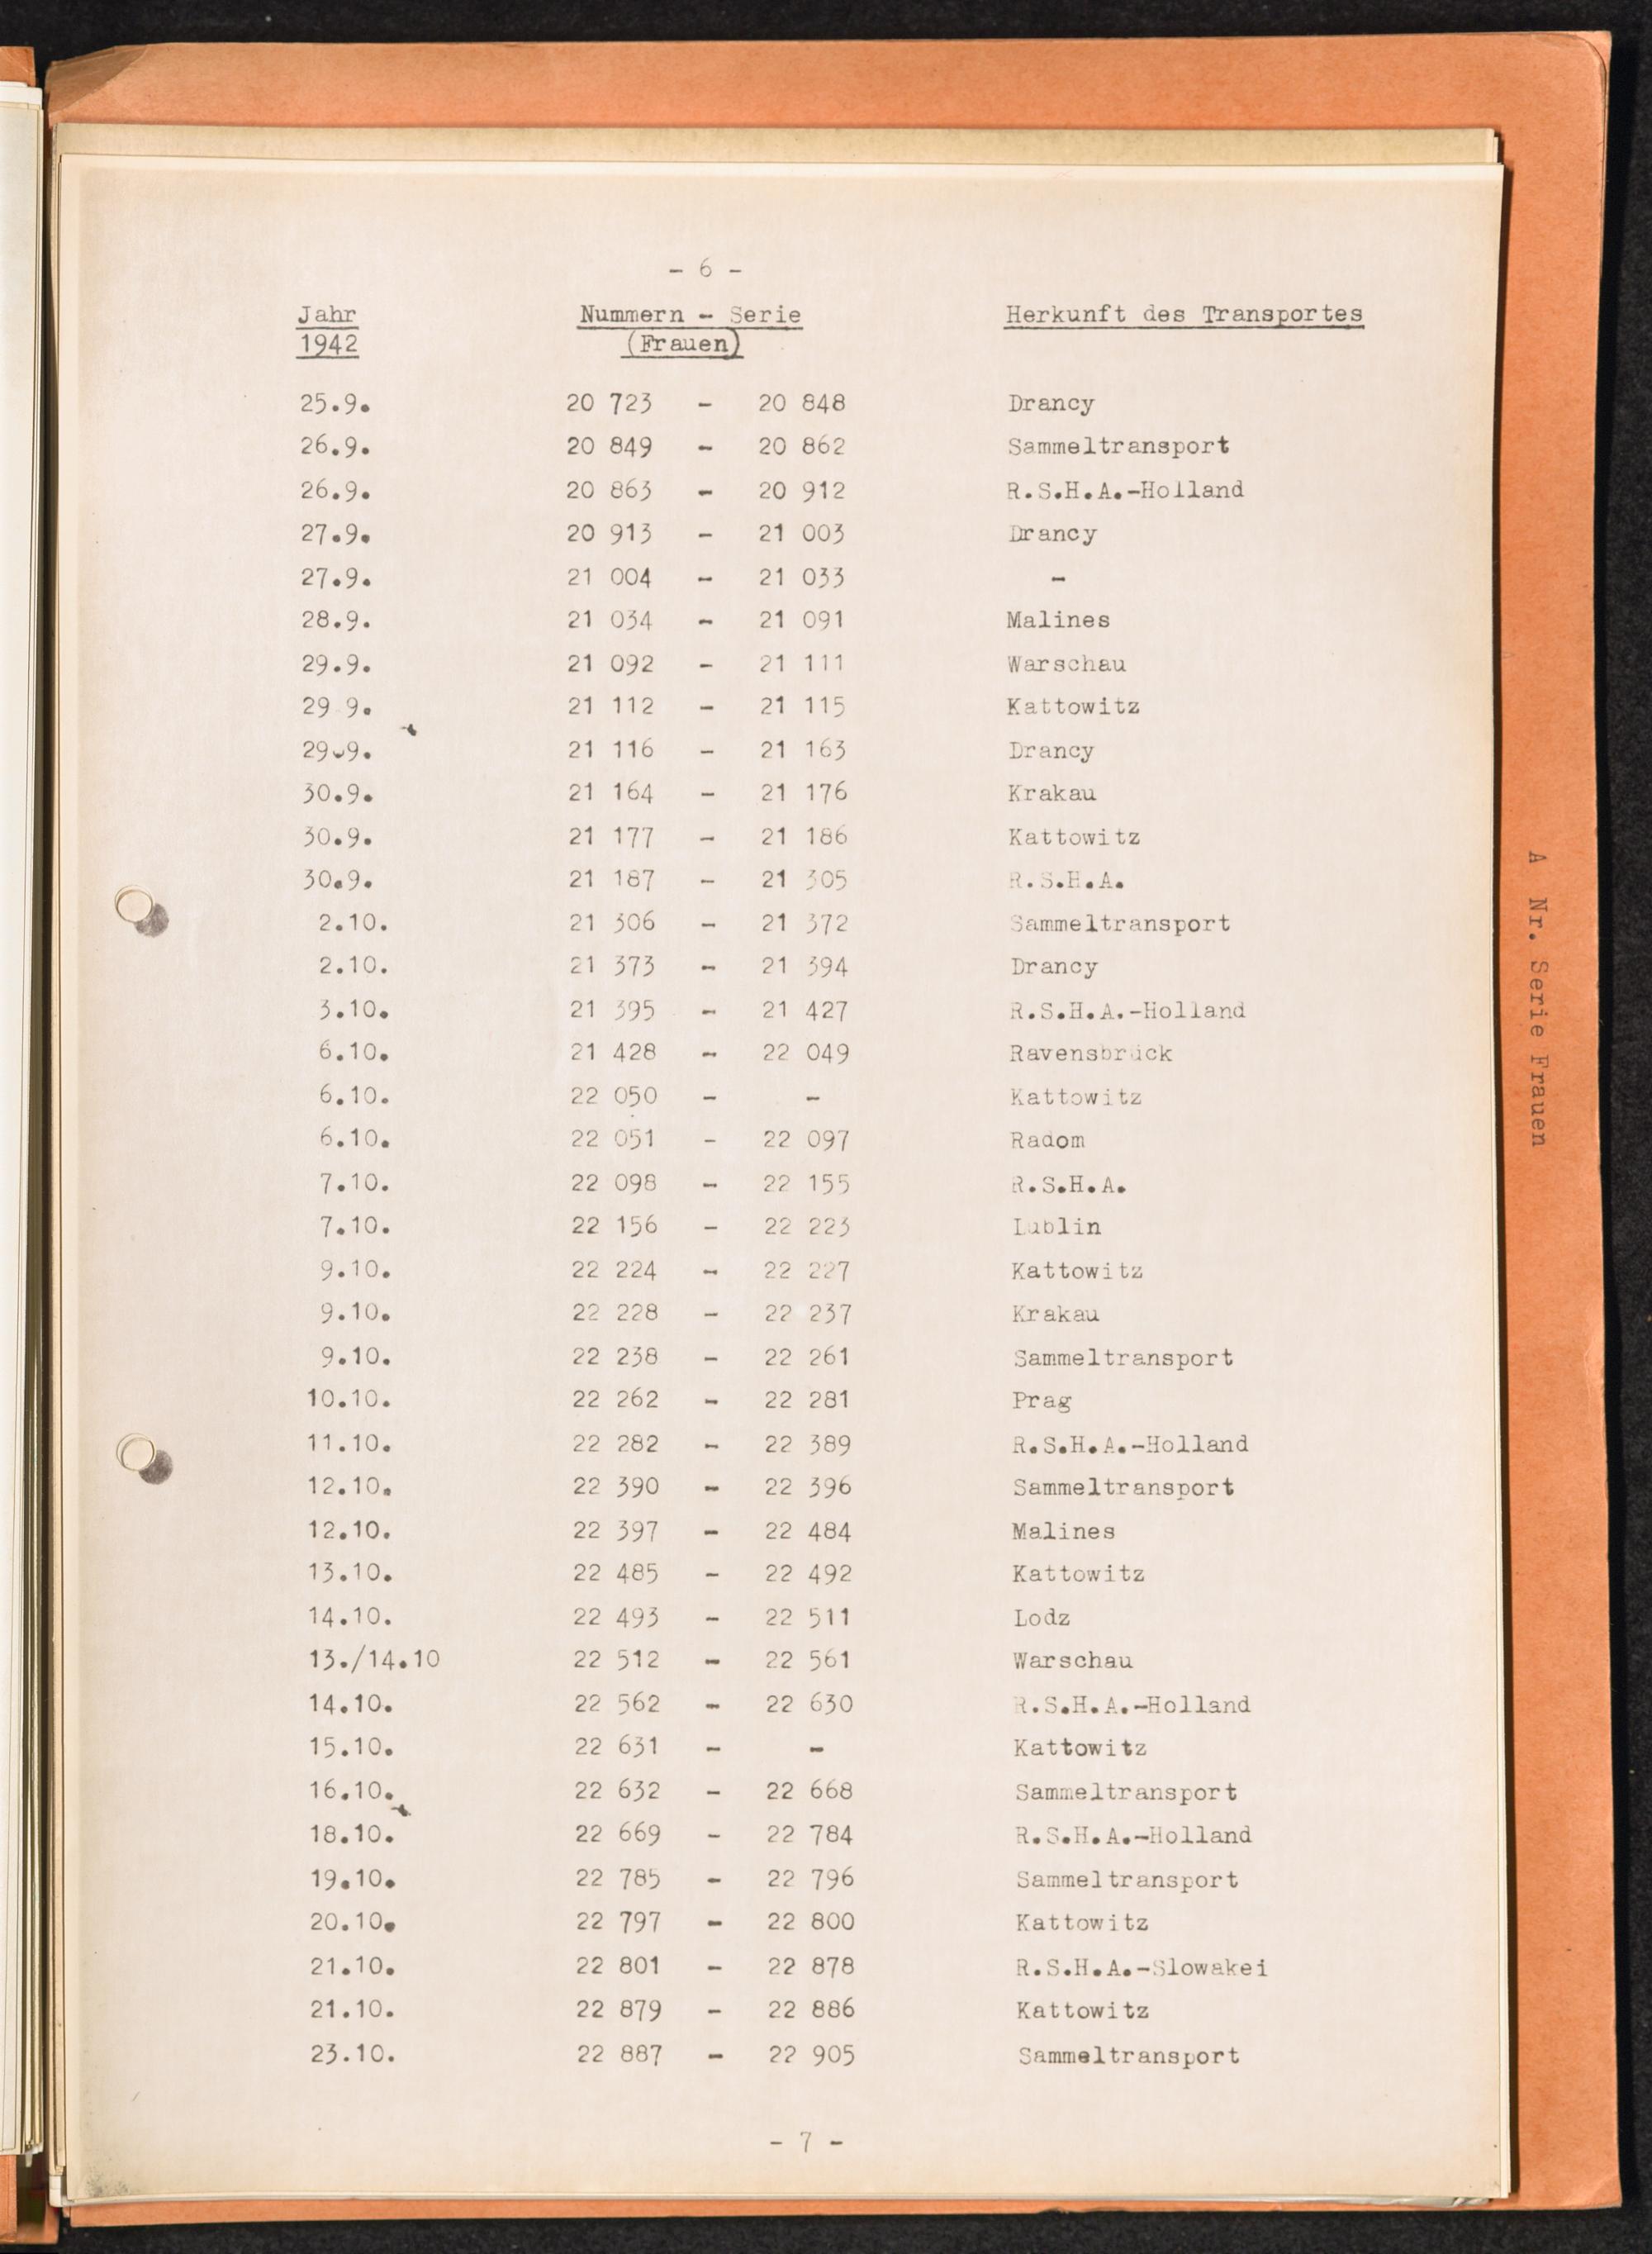 - 6 -
Jahr Nummern - Serie Herkunft des Transportes
1942 (Frauen)
25.9. 20 723 - 20 848 Drancy
26.9. 20 849 - 20 862 Sammeltransport
26.9. 20 863 - 20 912 R.S.H.A.-Holland
27.9. 20 913 - 21 003 Drancy
27.9. 21 004 - 21 033 -
28.9. 21 034 - 21 091 Malines
29.9. 21 092 - 21 111 Warschau
29 9. 21 112 - 21 115 Kattowitz
29.9. 21 116 - 21 163 Drancy
30.9. 21 164 - 21 176 Krakau
30.9. 21 177 - 21 186 Kattowitz
30.9. 21 187 - 21 305 R.S.H.A.
2.10. 21 306 - 21 372 Sammeltransport
2.10. 21 373 - 21 394 Drancy
3.10. 21 395 - 21 427 R.S.H.A.-Holland
6.10. 21 428 - 22 049 Ravensbrück
6.10. 22 050 - - Kattowitz
6.10. 22 051 - 22 097 Radom
7.10. 22 098 - 22 155 R.S.H.A.
7.10. 22 156 - 22 223 Lublin
9.10. 22 224 - 22 227 Kattowitz
9.10. 22 228 - 22 237 Krakau
9.10. 22 238 - 22 261 Sammeltransport
10.10. 22 262 - 22 281 Prag
11.10. 22 282 - 22 389 R.S.H.A.-Holland
12.10. 22 390 - 22 396 Sammeltransport
12.10. 22 397 - 22 484 Malines
13.10. 22 485 - 22 492 Kattowitz
14.10. 22 493 - 22 511 Lodz
13./14.10 22 512 - 22 561 Warschau
14.10. 22 562 - 22 630 R.S.H.A.-Holland
15.10. 22 631 - - Kattowitz
16.10. 22 632 - 22 668 Sammeltransport
18.10. 22 669 - 22 784 R.S.H.A.-Holland
19.10. 22 785 - 22 796 Sammeltransport
20.10. 22 797 - 22 800 Kattowitz
21.10. 22 801 - 22 878 R.S.H.A.-Slowakei
21.10. 22 879 - 22 886 Kattowitz
23.10. 22 887 - 22 905 Sammeltransport
- 7 -
A Nr. Serie Frauen